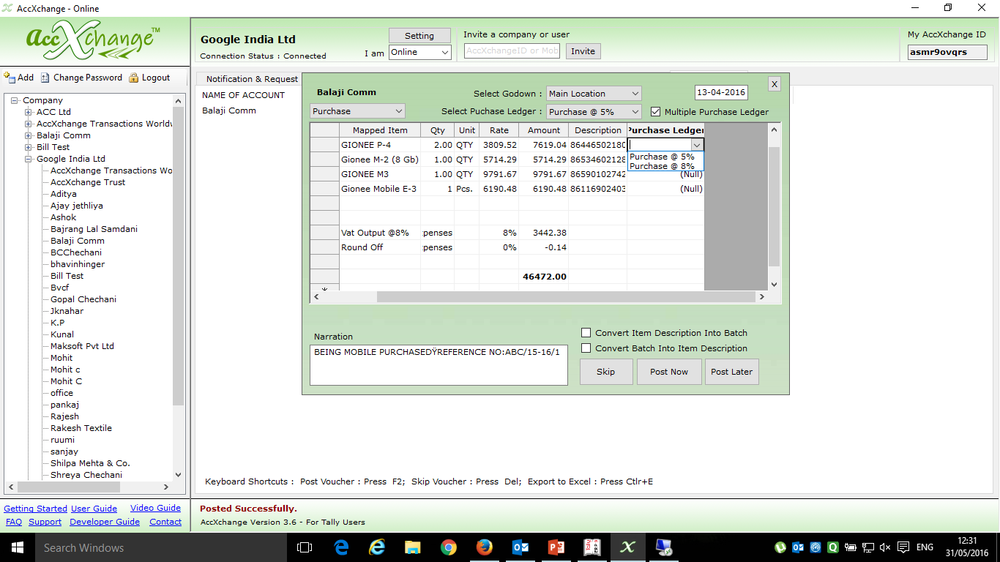 AccXchange - Online
accXchange™
Google India Ltd
Connection Status : Connected
Setting
I am
Online
Invite a company or user
AccXchangeID or Mob
Invite
My AccXchange ID
asmr9ovqrs
Add
Change Password
Logout
Company
ACC Ltd
AccXchange Transactions Worldw
Balaji Comm
Bill Test
Google India Ltd
AccXchange Transactions Wo
AccXchange Trust
Aditya
Ajay jethliya
Ashok
Bajrang Lal Samdani
Balaji Comm
BCChechani
bhavinhinger
Bill Test
Bvcf
Gopal Chechani
Jknahar
K.P
Kunal
Maksoft Pvt Ltd
Mohit
Mohit c
Mohit C
office
pankaj
Rajesh
Rakesh Textile
ruumi
sanjay
Shilpa Mehta & Co.
Shreya Chechani
Notification & Request
NAME OF ACCOUNT
Balaji Comm
X
Balaji Comm
Select Godown :
Main Location
13-04-2016
Purchase
Select Puchase Ledger :
Purchase @ 5%
Multiple Purchase Ledger
Mapped Item Qty Unit Rate Amount Description Purchase Ledger
GIONEE P-4 2.00 QTY 3809.52 7619.04 86446502180
Gionee M-2 (8 Gb) 1.00 QTY 5714.29 5714.29 86534602128 Purchase @ 5%
Purchase @ 8%
GIONEE M3 1.00 QTY 9791.67 9791.67 86590102742 (Null)
Gionee Mobile E-3 1 Pcs. 6190.48 6190.48 86116902403 (Null)
Vat Output @8% penses 8% 3442.38
Round Off penses 0% -0.14
46472.00
Narration
BEING MOBILE PURCHASEDŸREFERENCE NO:ABC/15-16/1
Convert Item Description Into Batch
Convert Batch Into Item Description
Skip
Post Now
Post Later
Keyboard Shortcuts : Post Voucher : Press F2; Skip Voucher : Press Del; Export to Excel : Press Ctlr+E
Getting Started User Guide Video Guide
FAQ Support Developer Guide Contact
Posted Successfully.
AccXchange Version 3.6 - For Tally Users
Search Windows
ENG
12:31
31/05/2016